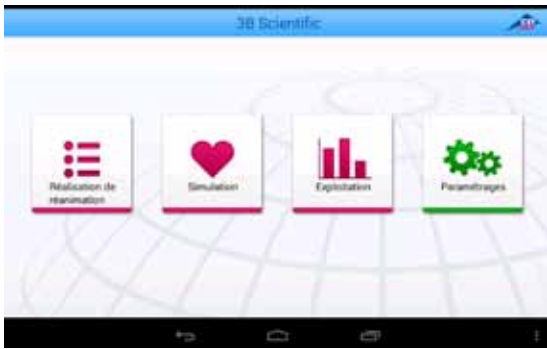 3B Scientific
Réalisation de
réanimation
Simulation
Exploitation
Paramétrages